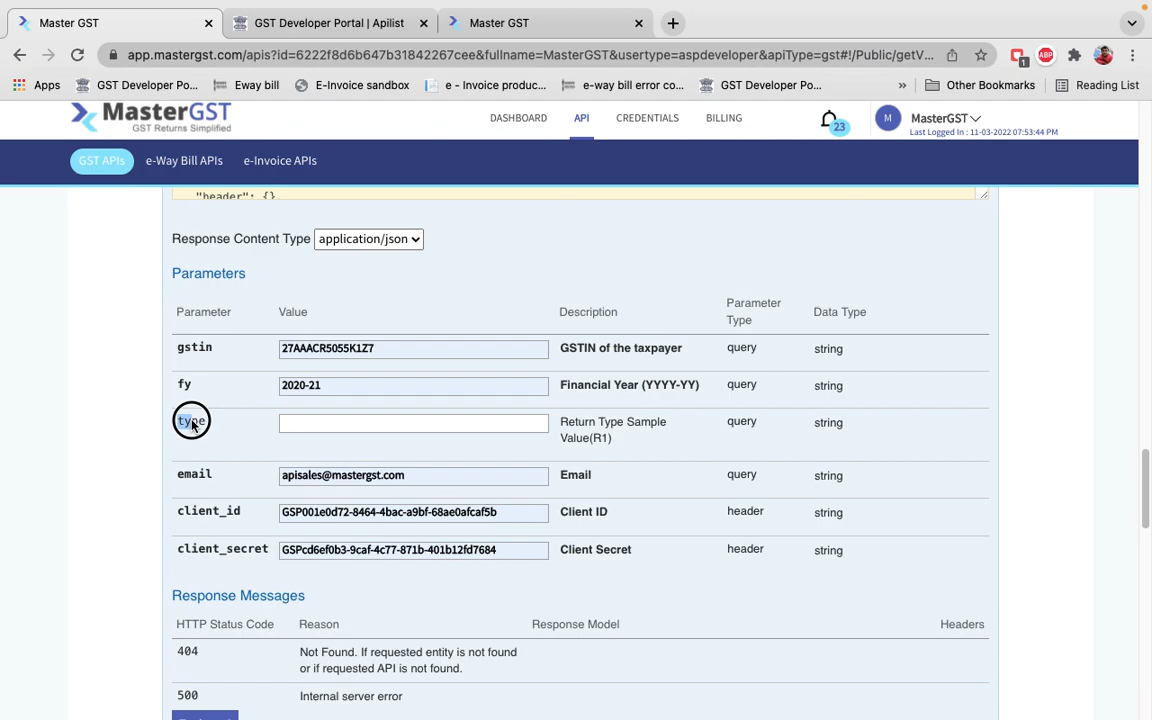 Master GST
GST Developer Portal | Apilist
Master GST
app.mastergst.com/apis?id=6222f8d6b647b31842267cee&fullname=MasterGST&usertype=aspdeveloper&apiType=gst#!/Public/getV...
1
ABP
Apps
GST Developer Po...
Eway bill
E-Invoice sandbox
e - Invoice produc...
e-way bill error co...
GST Developer Po...
»
Other Bookmarks
Reading List
MasterGST
GST Returns Simplified
DASHBOARD
API
CREDENTIALS
BILLING
23
M
MasterGST
Last Logged In : 11-03-2022 07:53:44 PM
GST APIs
e-Way Bill APIs
e-Invoice APIs
"header": {},
Response Content Type application/json
Parameters
Parameter Value Description Parameter Type Data Type
gstin 27AAACR5055K1Z7 GSTIN of the taxpayer query string
fy 2020-21 Financial Year (YYYY-YY) query string
type Return Type Sample Value(R1) query string
email apisales@mastergst.com Email query string
client_id GSP001e0d72-8464-4bac-a9bf-68ae0afcaf5b Client ID header string
client_secret GSPcd6ef0b3-9caf-4c77-871b-401b12fd7684 Client Secret header string
Response Messages
HTTP Status Code Reason Response Model Headers
404 Not Found. If requested entity is not found
or if requested API is not found.
500 Internal server error